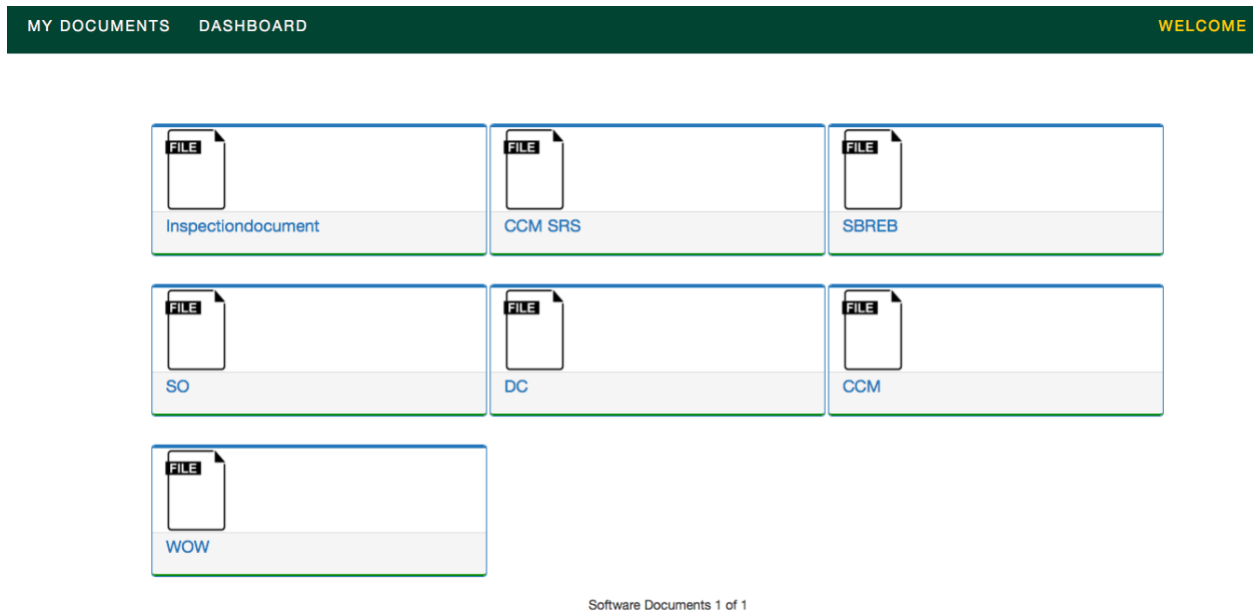 MY DOCUMENTS DASHBOARD WELCOME
FILE FILE FILE
Inspectiondocument CCM SRS SBREB
FILE FILE FILE
SO DC CCM
FILE
WOW
Software Documents 1 of 1